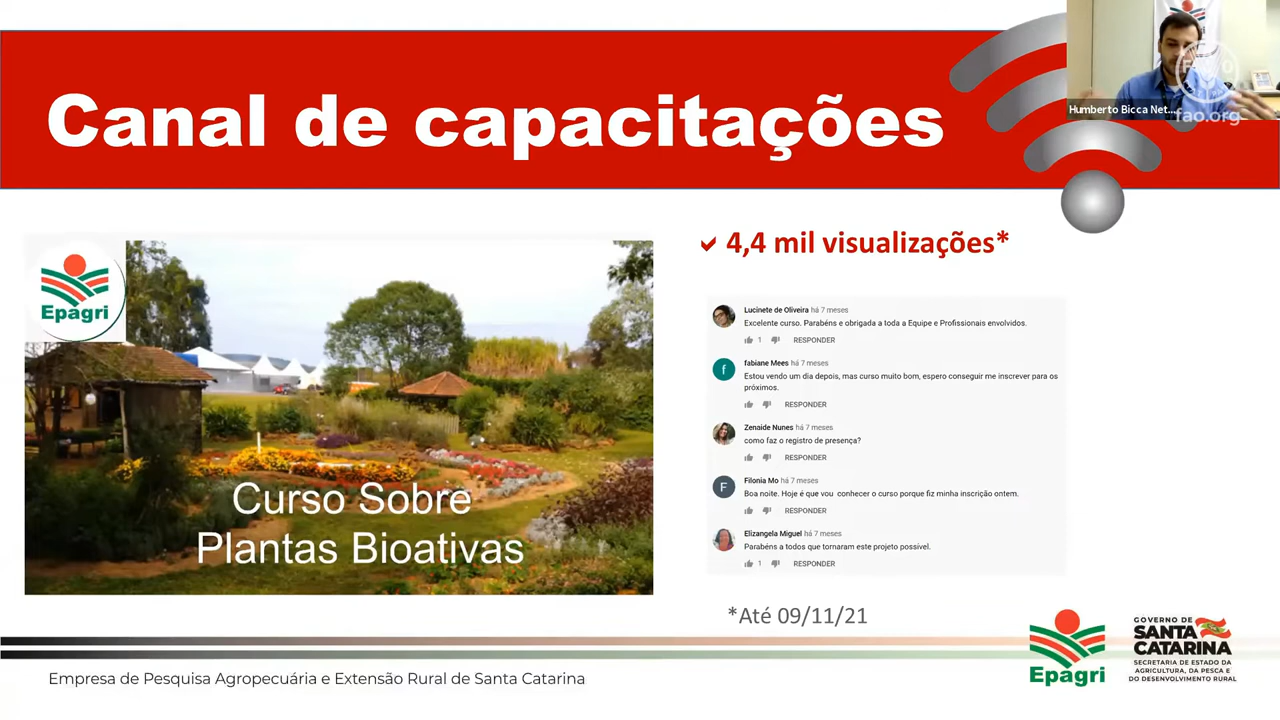 Canal de capacitações
Humberto Bicca Net...
fao.org
Epagri
Curso Sobre
Plantas Bioativas
4,4 mil visualizações*
Lucinete de Oliveira há 7 meses
Excelente curso. Parabéns e obrigada a toda a Equipe e Profissionais envolvidos.
1 RESPONDER
f
fabiane Mees há 7 meses
Estou vendo um dia depois, mas curso muito bom, espero conseguir me inscrever para os
próximos.
RESPONDER
Zenaide Nunes há 7 meses
como faz o registro de presença?
RESPONDER
F
Filonia Mo há 7 meses
Boa noite. Hoje é que vou conhecer o curso porque fiz minha inscrição ontem.
RESPONDER
Elizangela Miguel há 7 meses
Parabéns a todos que tornaram este projeto possível.
1 RESPONDER
*Até 09/11/21
Empresa de Pesquisa Agropecuária e Extensão Rural de Santa Catarina
Epagri
GOVERNO DE
SANTA
CATARINA
SECRETARIA DE ESTADO DA
AGRICULTURA, DA PESCA E
DO DESENVOLVIMENTO RURAL